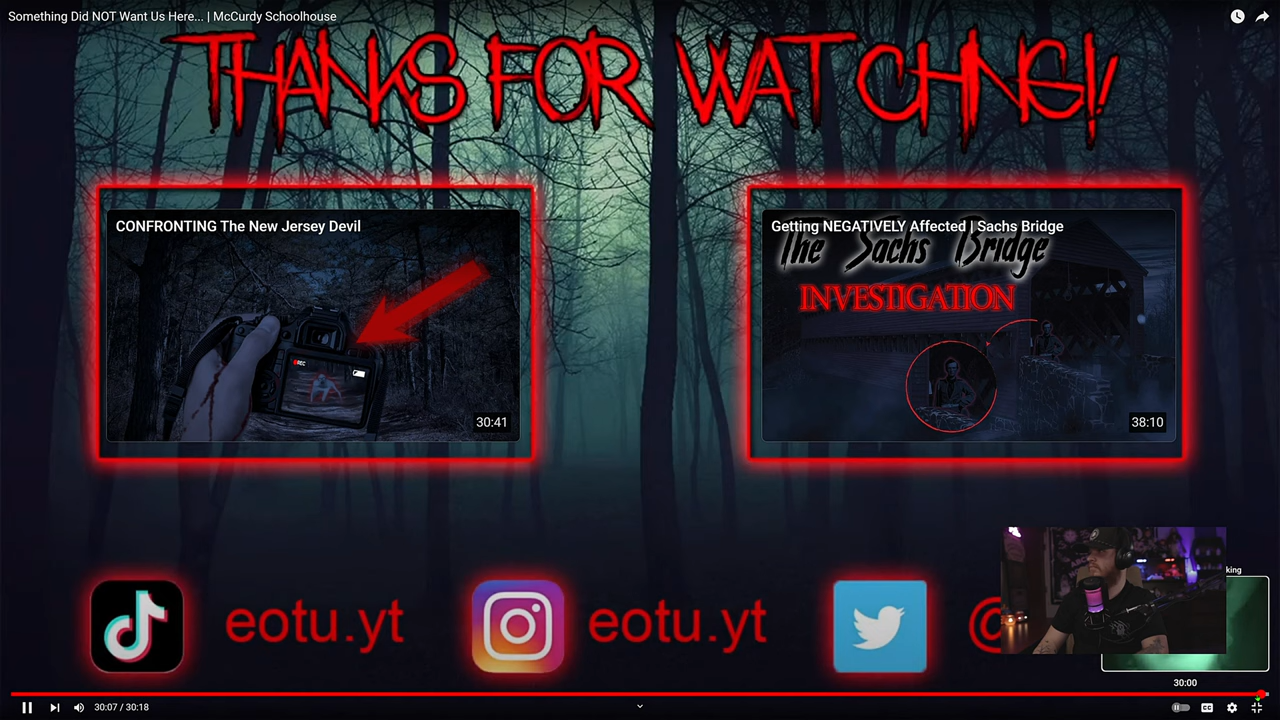 Something Did NOT Want Us Here... | McCurdy Schoolhouse
THANKS FOR WATCHING!!
CONFRONTING The New Jersey Devil
REC
30:41
Getting NEGATIVELY Affected | Sachs Bridge
The Sachs Bridge
INVESTIGATION
38:10
eotu.yt
eotu.yt
@
king
30:00
30:07 / 30:18
CC